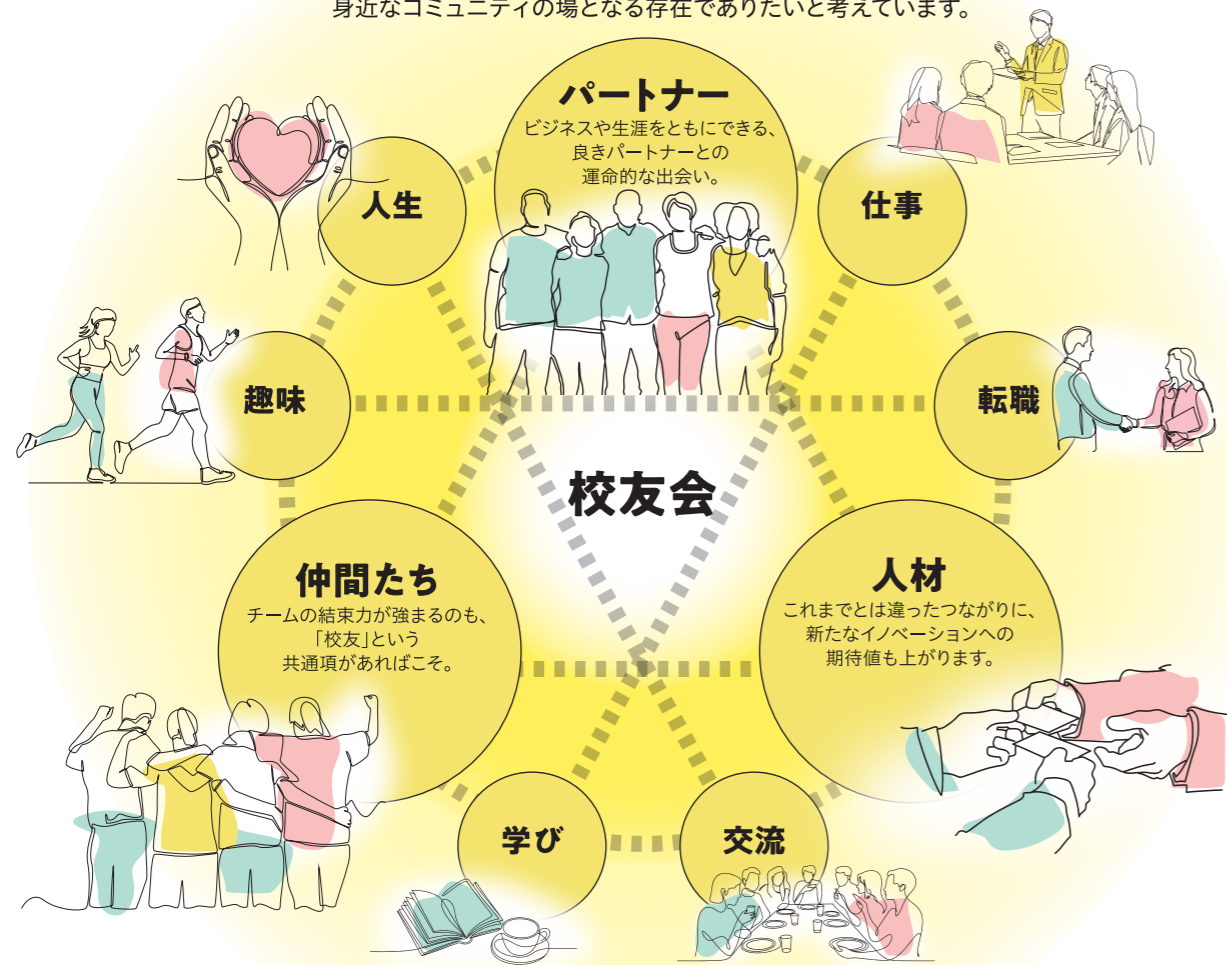 身近なコミュニティの場となる存在でありたいと考えています。
パートナー
ビジネスや生涯をともにできる、
良きパートナーとの
運命的な出会い。
人生
仕事
趣味
転職
校友会
仲間たち
チームの結束力が強まるのも、
「校友」という
共通項があればこそ。
人材
これまでとは違ったつながりに、
新たなイノベーションへの
期待値も上がります。
学び
交流